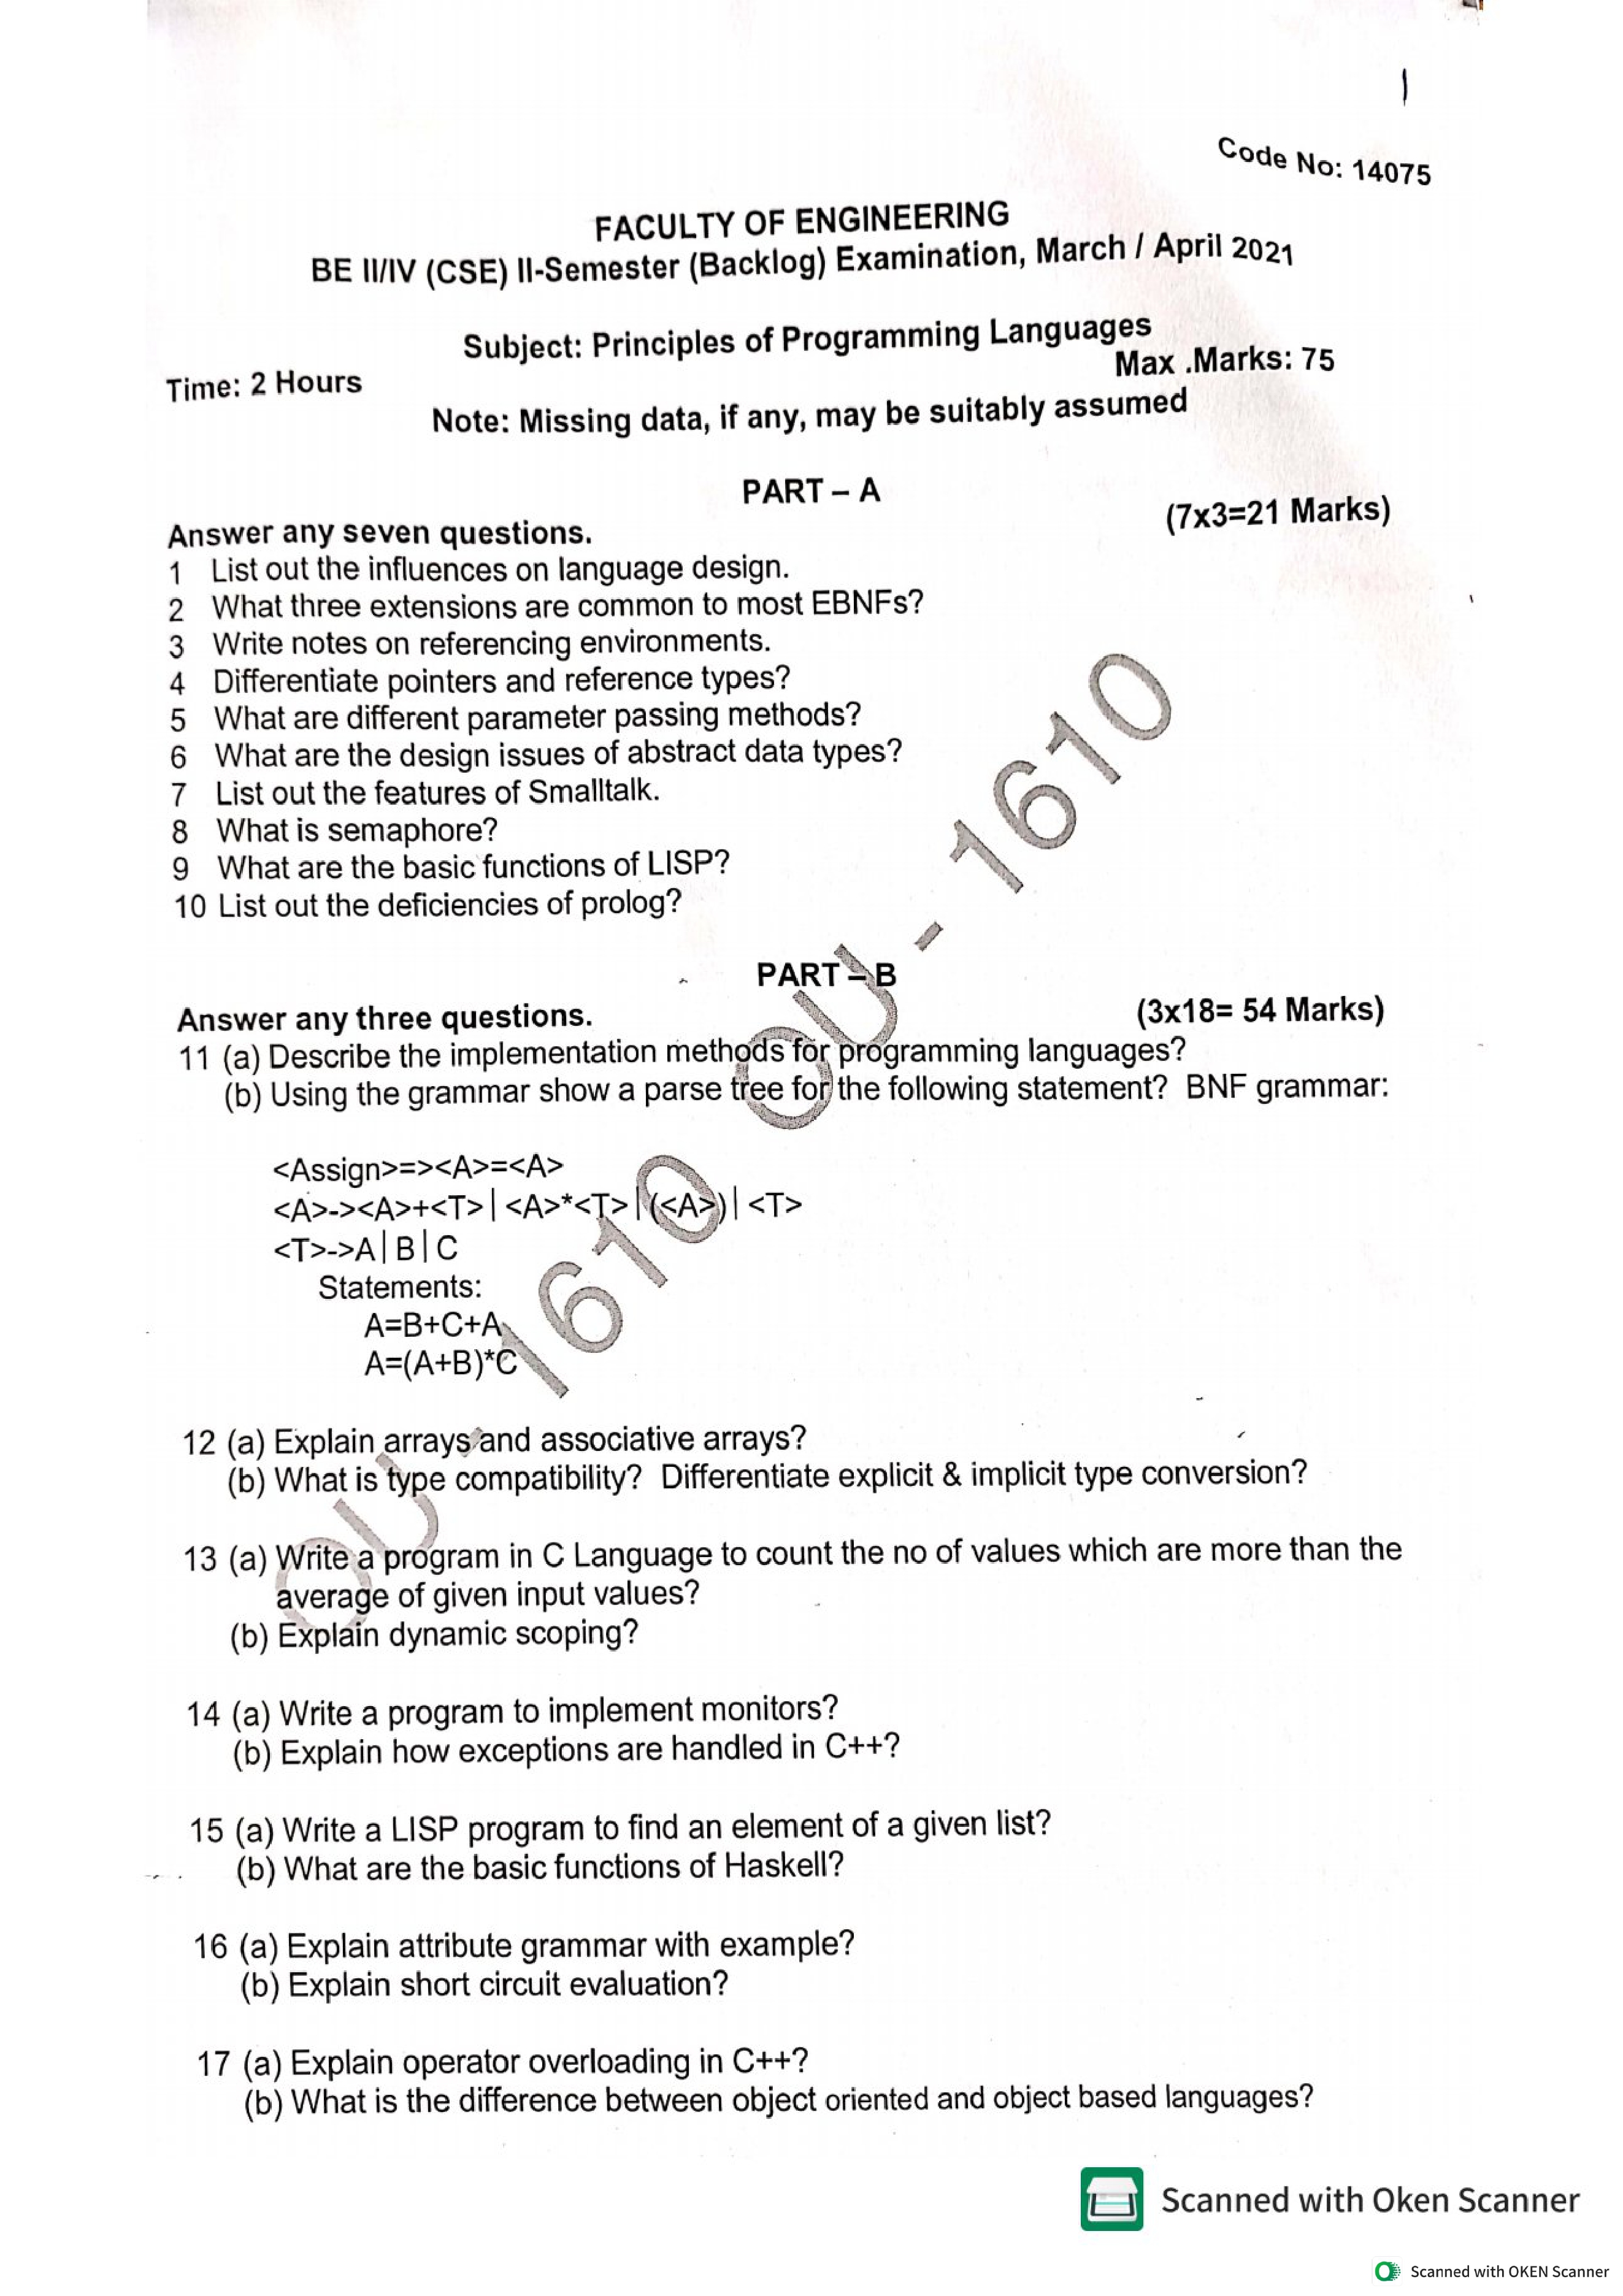 1
Code No: 14075
FACULTY OF ENGINEERING
BE II/IV (CSE) II-Semester (Backlog) Examination, March / April 2021
Subject: Principles of Programming Languages
Time: 2 Hours
Max .Marks: 75
Note: Missing data, if any, may be suitably assumed
PART – A
Answer any seven questions.
(7x3=21 Marks)
1 List out the influences on language design.
2 What three extensions are common to most EBNFs?
3 Write notes on referencing environments.
4 Differentiate pointers and reference types?
5 What are different parameter passing methods?
6 What are the design issues of abstract data types?
7 List out the features of Smalltalk.
8 What is semaphore?
9 What are the basic functions of LISP?
10 List out the deficiencies of prolog?
PART – B
Answer any three questions.
(3x18= 54 Marks)
11 (a) Describe the implementation methods for programming languages?
(b) Using the grammar show a parse tree for the following statement? BNF grammar:
<Assign>=><A>=<A>
<A>-><A>+<T>| <A>*<T>|(<A>)| <T>
<T>->A|B|C
Statements:
A=B+C+A
A=(A+B)*C
12 (a) Explain arrays and associative arrays?
(b) What is type compatibility? Differentiate explicit & implicit type conversion?
13 (a) Write a program in C Language to count the no of values which are more than the
average of given input values?
(b) Explain dynamic scoping?
14 (a) Write a program to implement monitors?
(b) Explain how exceptions are handled in C++?
15 (a) Write a LISP program to find an element of a given list?
(b) What are the basic functions of Haskell?
16 (a) Explain attribute grammar with example?
(b) Explain short circuit evaluation?
17 (a) Explain operator overloading in C++?
(b) What is the difference between object oriented and object based languages?
OU - 1610 OU - 1610
Scanned with Oken Scanner
Scanned with OKEN Scanner